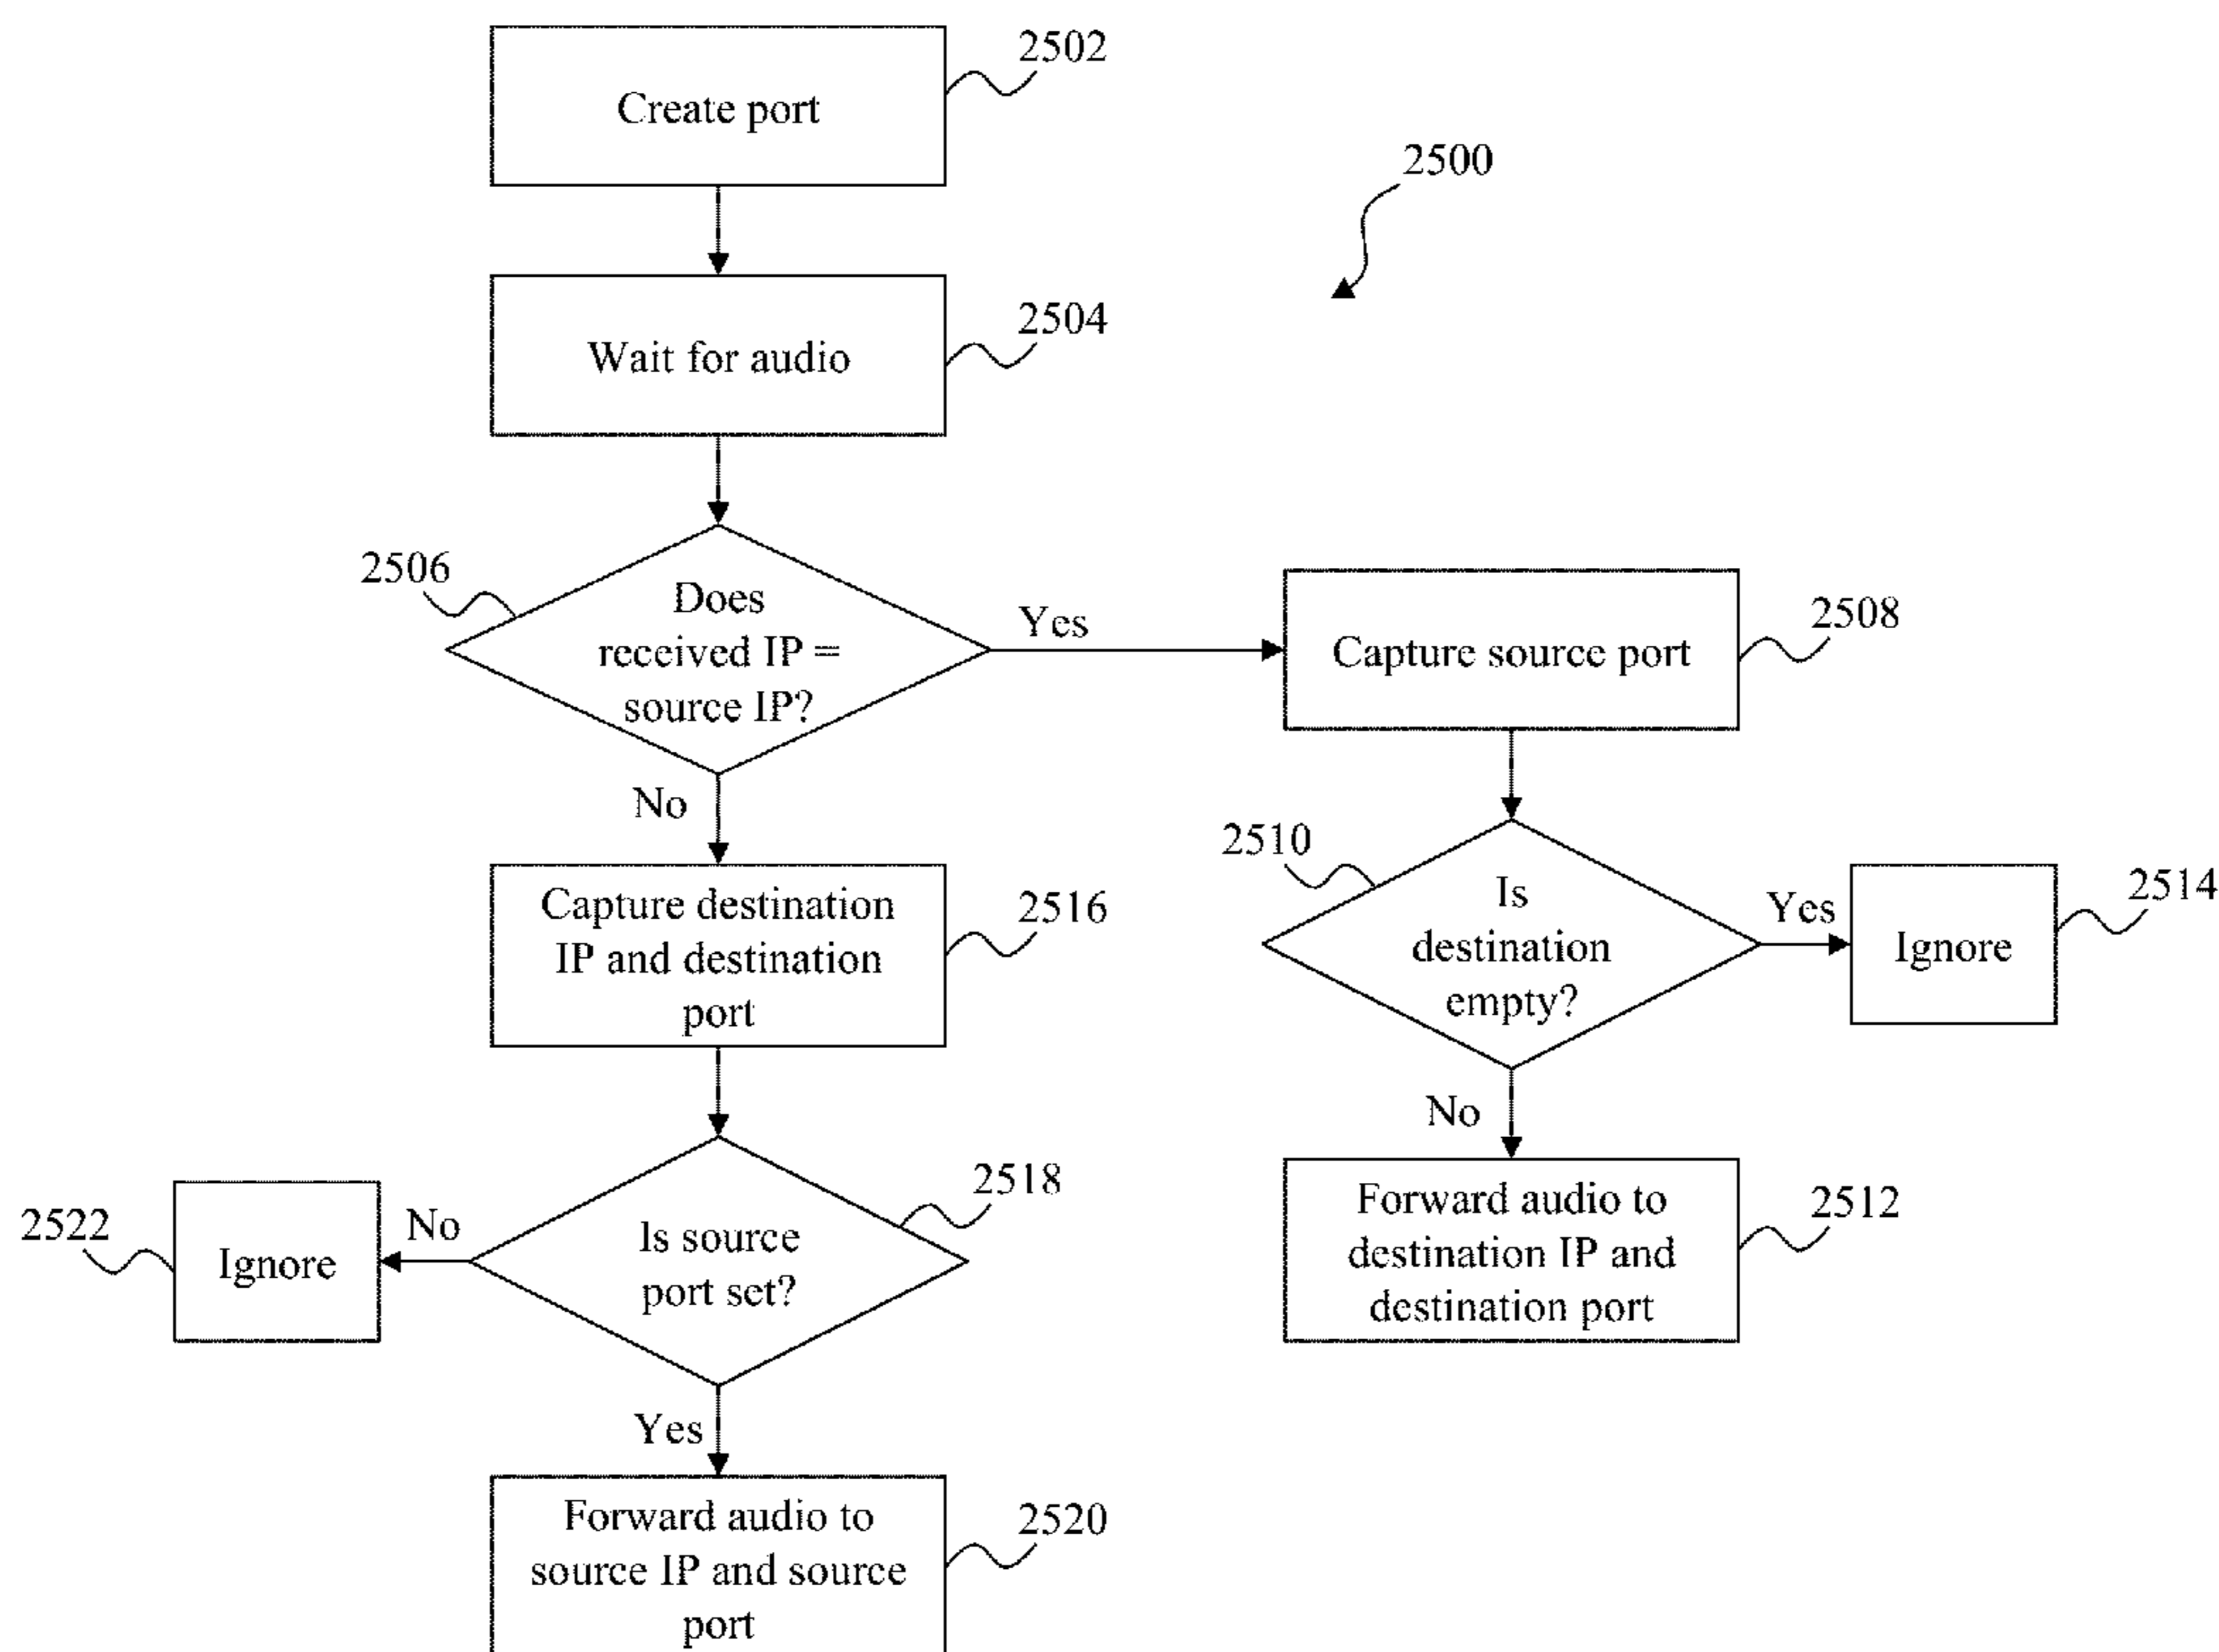 2502
Create port
2500
2504
Wait for audio
2506
Does
received IP =
source IP?
Yes
2508
Capture source port
No
2510
Is
destination
empty?
Yes
2514
Ignore
Capture destination
IP and destination
port
2516
No
2518
Is source
port set?
2522
No
Ignore
Forward audio to
destination IP and
destination port
2512
Yes
Forward audio to
source IP and source
port
2520